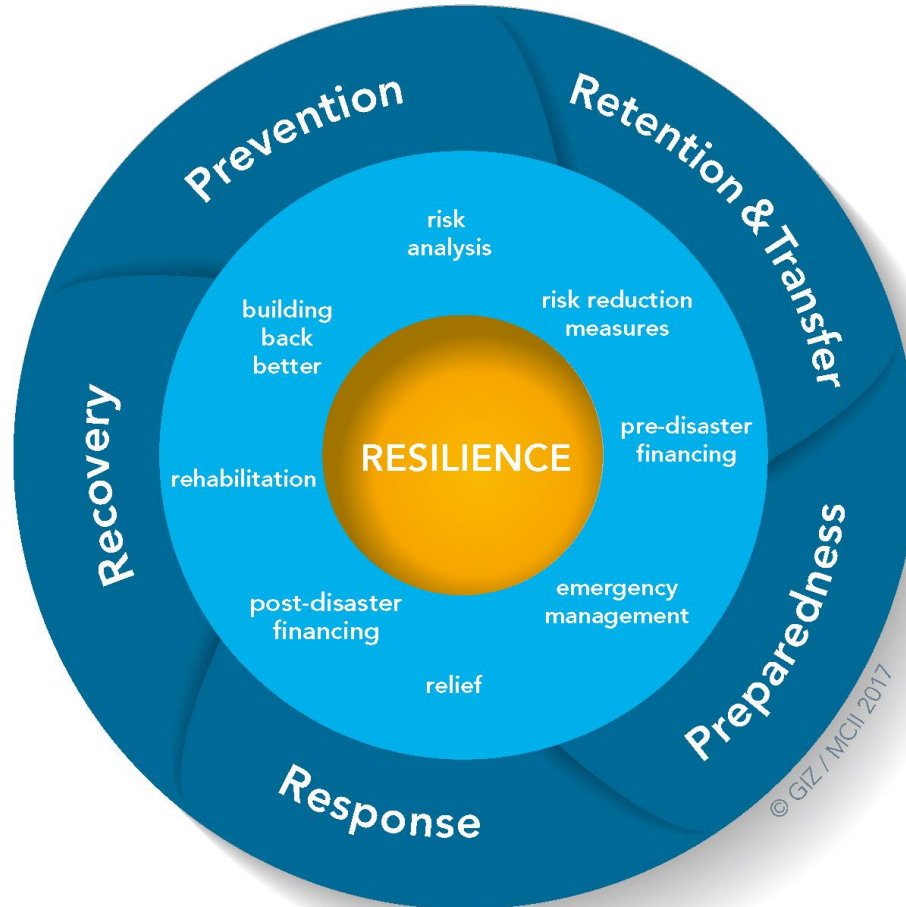 Prevention
Retention & Transfer
Preparedness
Response
Recovery
risk
analysis
risk reduction
measures
pre-disaster
financing
emergency
management
relief
post-disaster
financing
rehabilitation
building
back
better
RESILIENCE
© GIZ / MCII 2017